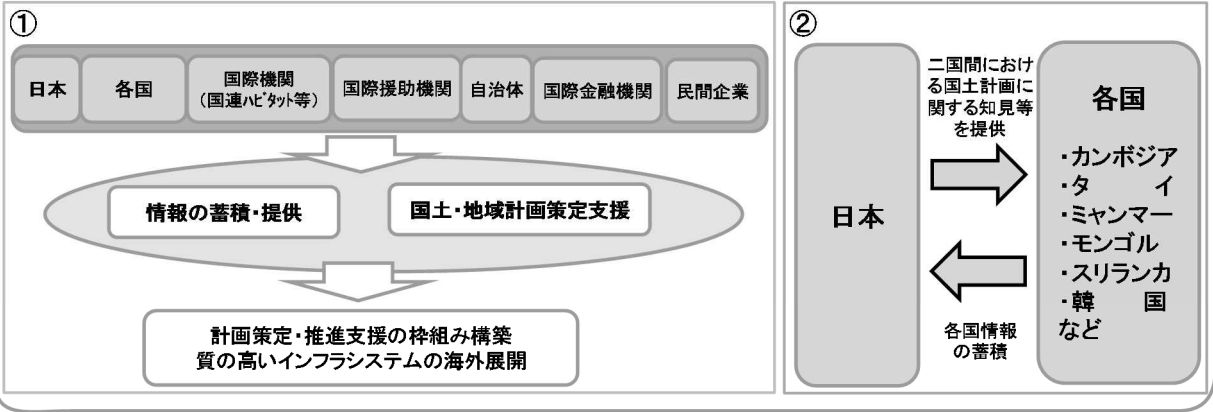 ①
日本
各国
国際機関
(国連ﾊﾋﾞﾀｯﾄ等)
国際援助機関
自治体
国際金融機関
民間企業
情報の蓄積・提供
国土・地域計画策定支援
計画策定・推進支援の枠組み構築
質の高いインフラシステムの海外展開
②
日本
二国間におけ
る国土計画に
関する知見等
を提供
各国情報
の蓄積
各国
・カンボジア
・タ　　イ
・ミャンマー
・モンゴル
・スリランカ
・韓　　国
など